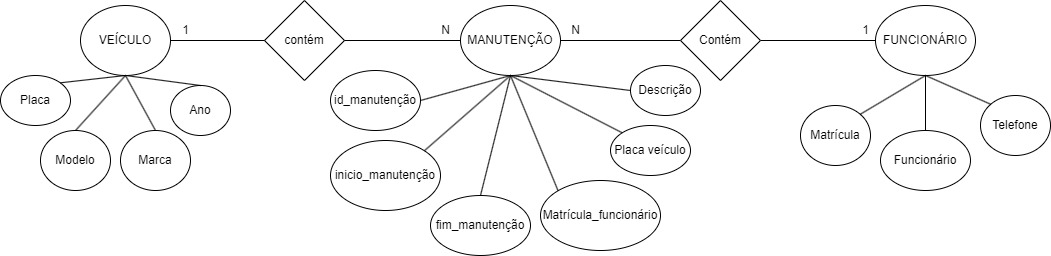 VEÍCULO
1
contém
N
MANUTENÇÃO
N
Contém
1
FUNCIONÁRIO
Placa
Modelo
Marca
Ano
id_manutenção
inicio_manutenção
fim_manutenção
Matrícula_funcionário
Placa veículo
Descrição
Matrícula
Funcionário
Telefone